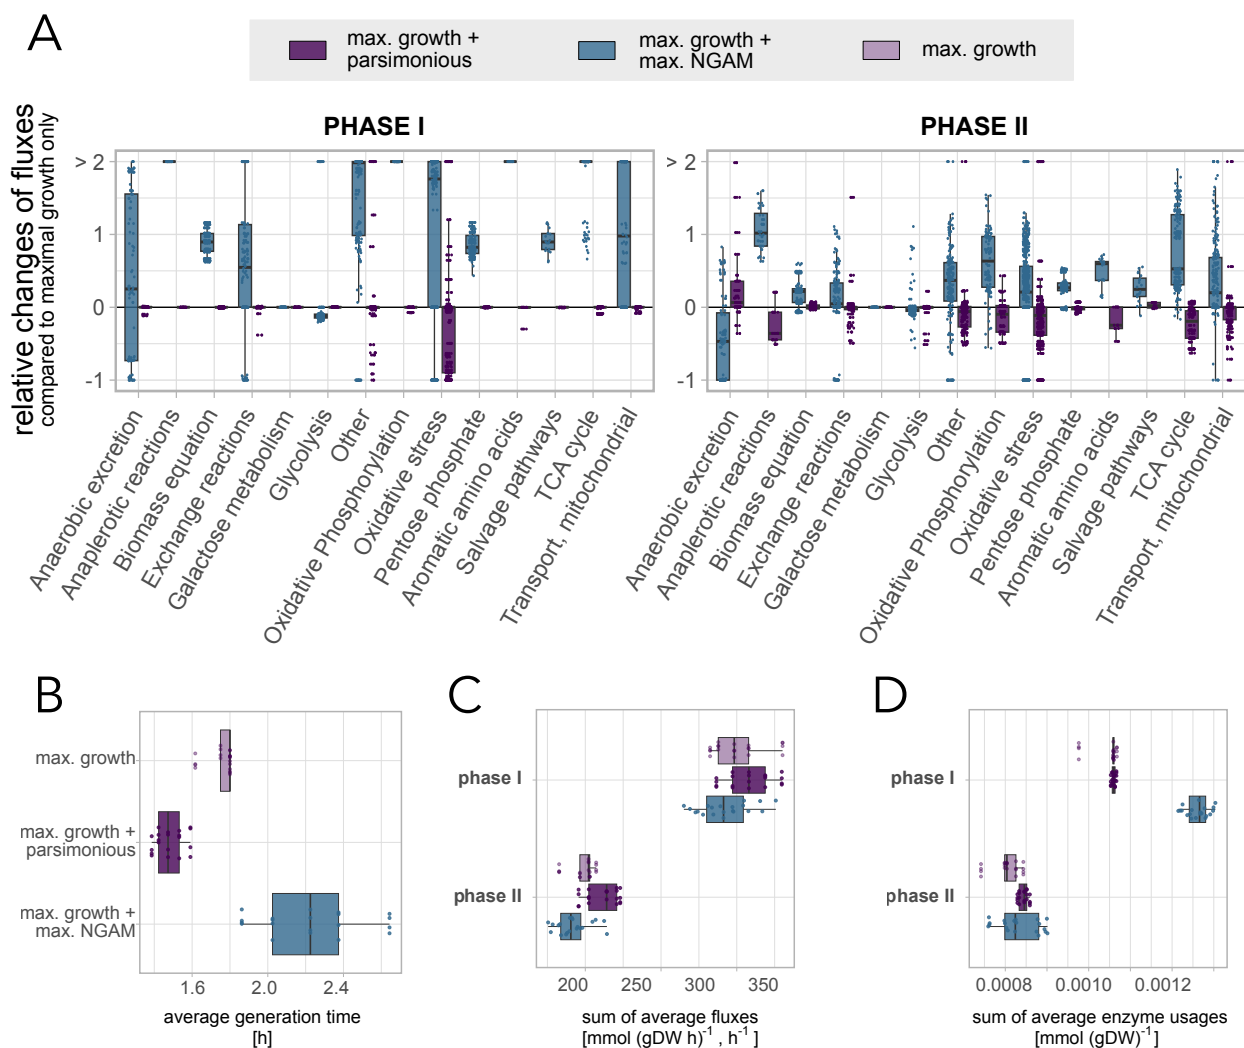 A
max. growth +
parsimonious
max. growth +
max. NGAM
max. growth
relative changes of fluxes
compared to maximal growth only
PHASE I
PHASE II
> 2
1
0
-1
> 2
1
0
-1
Anaerobic excretion
Anaplerotic reactions
Biomass equation
Exchange reactions
Galactose metabolism
Glycolysis
Other
Oxidative Phosphorylation
Oxidative stress
Pentose phosphate
Aromatic amino acids
Salvage pathways
TCA cycle
Transport, mitochondrial
Anaerobic excretion
Anaplerotic reactions
Biomass equation
Exchange reactions
Galactose metabolism
Glycolysis
Other
Oxidative Phosphorylation
Oxidative stress
Pentose phosphate
Aromatic amino acids
Salvage pathways
TCA cycle
Transport, mitochondrial
B
max. growth
max. growth +
parsimonious
max. growth +
max. NGAM
1.6 2.0 2.4
average generation time
[h]
C
phase I
phase II
200 250 300 350
sum of average fluxes
[mmol (gDW h)⁻¹ , h⁻¹ ]
D
phase I
phase II
0.0008 0.0010 0.0012
sum of average enzyme usages
[mmol (gDW)⁻¹]